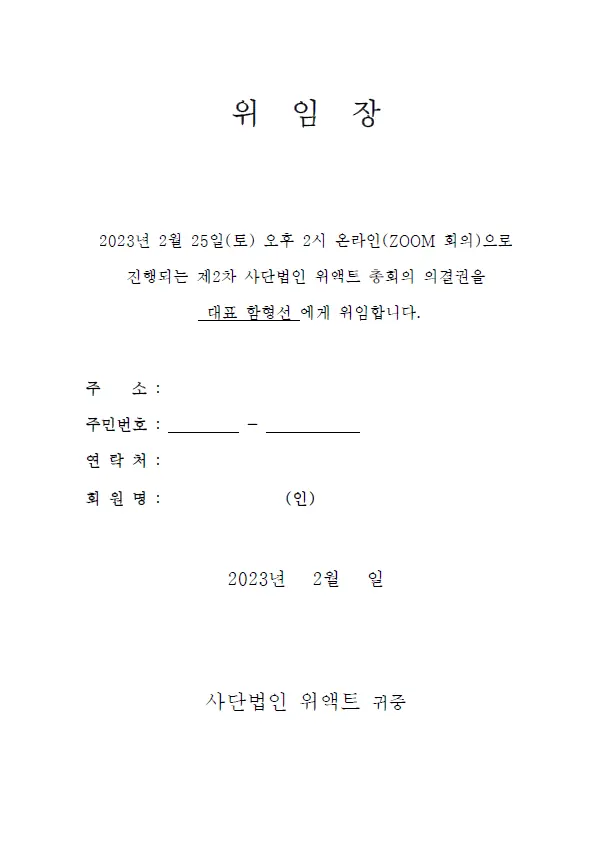 위 임 장
2023년 2월 25일(토) 오후 2시 온라인(ZOOM 회의)으로
진행되는 제2차 사단법인 위액트 총회의 의결권을
대표 함형선 에게 위임합니다.
주 소 :
주민번호 : ________ - __________
연 락 처 :
회 원 명 : (인)
2023년 2월 일
사단법인 위액트 귀중